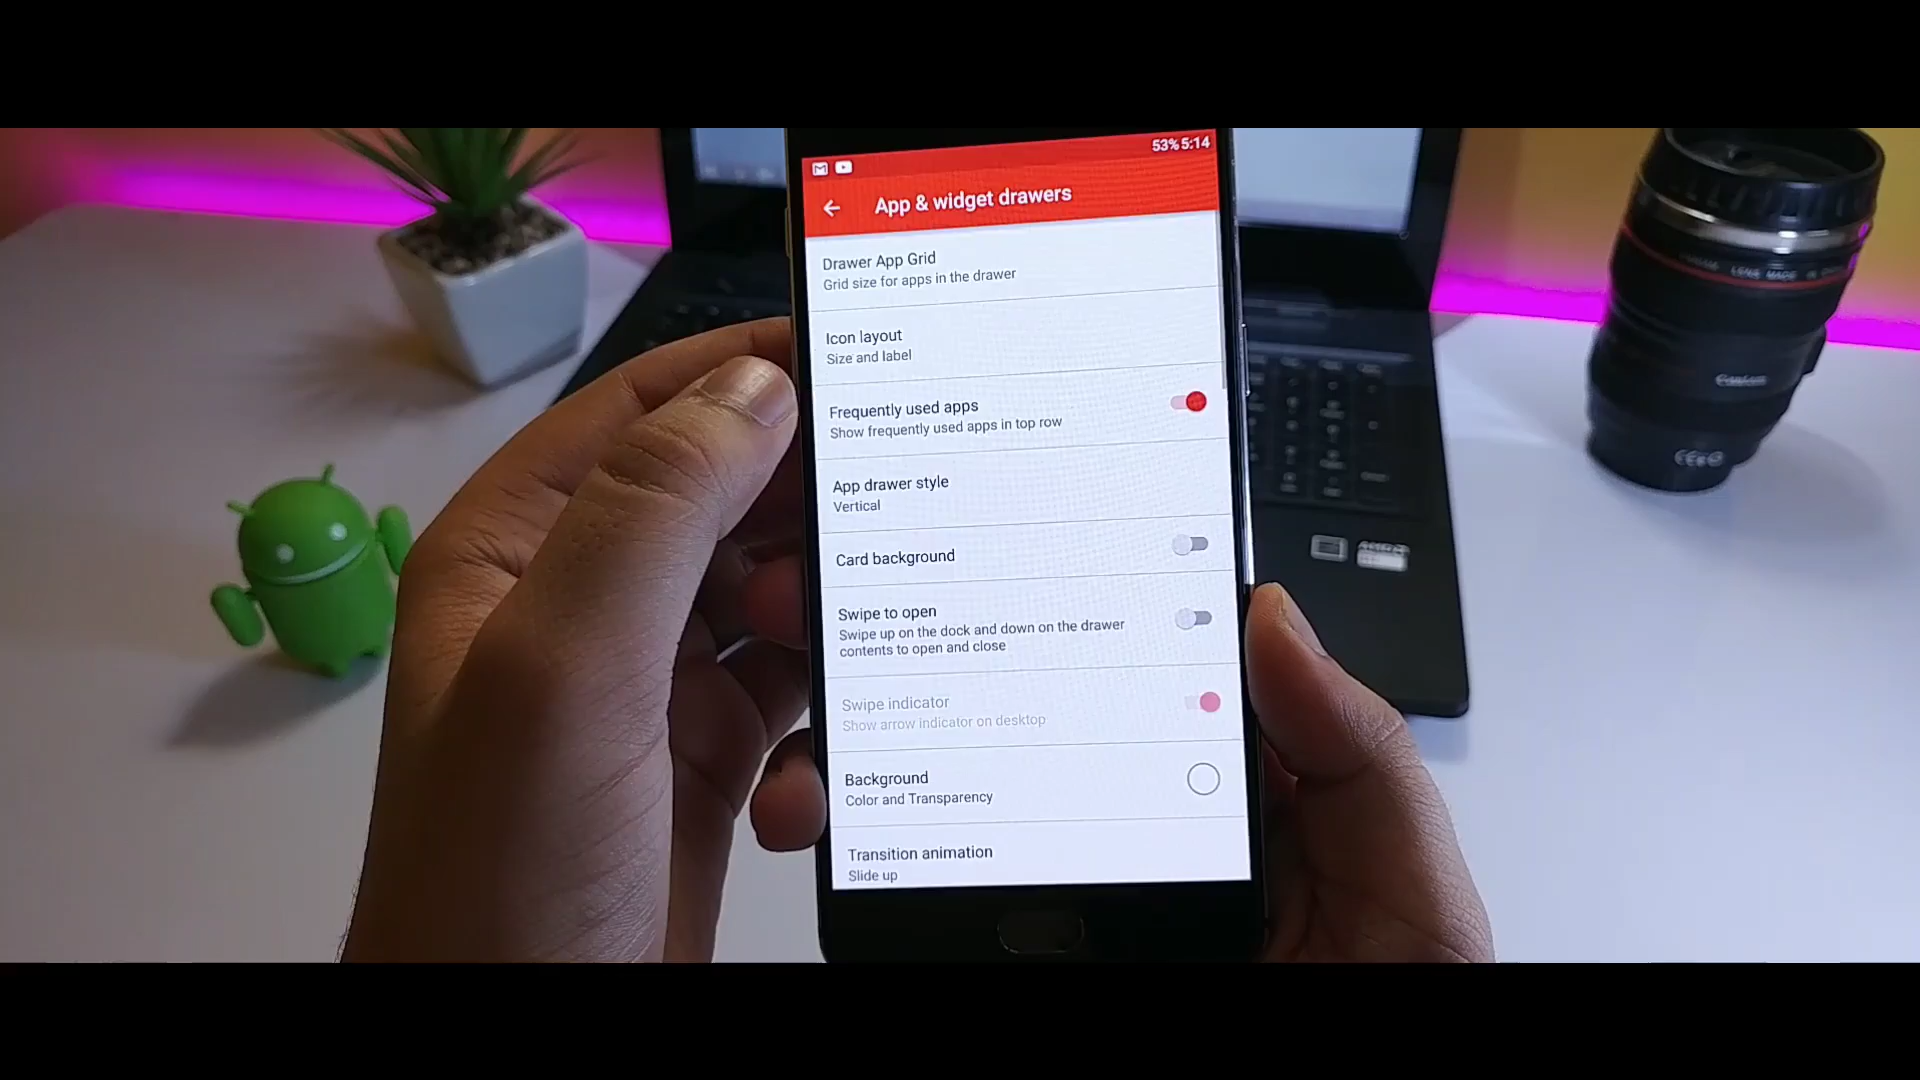 53% 5:14
App & widget drawers
Drawer App Grid
Grid size for apps in the drawer
Icon layout
Size and label
Frequently used apps
Show frequently used apps in top row
App drawer style
Vertical
Card background
Swipe to open
Swipe up on the dock and down on the drawer
contents to open and close
Swipe indicator
Show arrow indicator on desktop
Background
Color and Transparency
Transition animation
Slide up